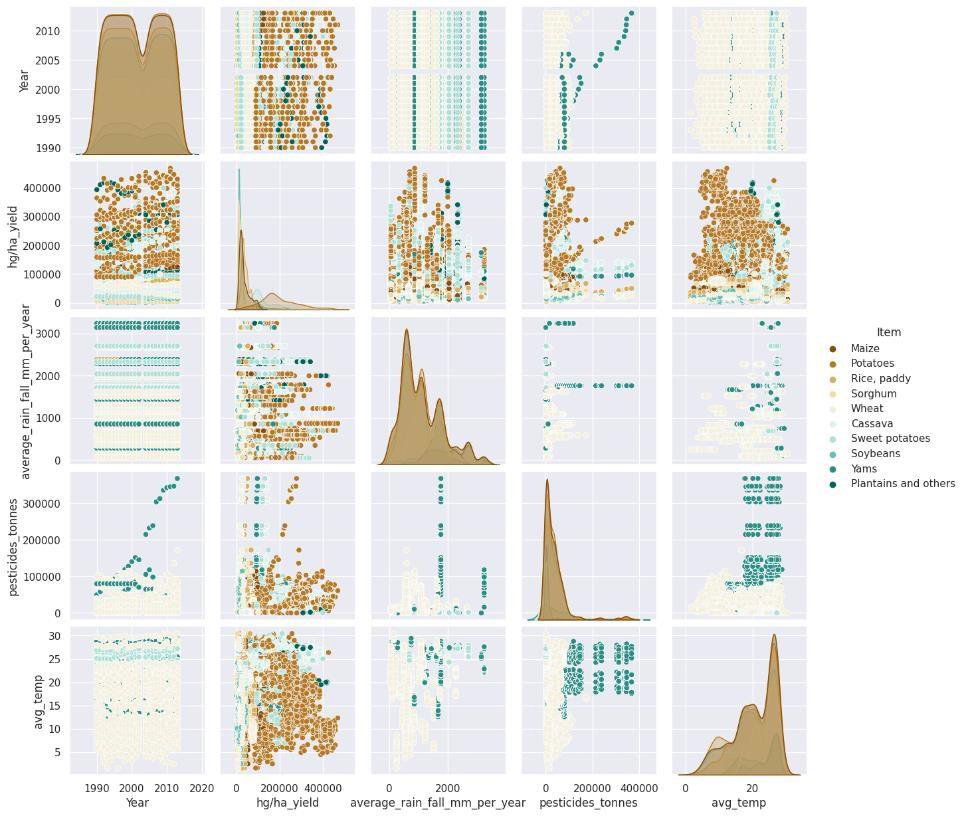 2010
2005
2000
1995
1990
Year
400000
300000
200000
100000
0
hg/ha_yield
3000
2000
1000
0
average_rain_fall_mm_per_year
300000
200000
100000
0
pesticides_tonnes
30
25
20
15
10
5
avg_temp
1990 2000 2010 2020
Year
0 200000 400000
hg/ha_yield
0 2000
average_rain_fall_mm_per_year
0 200000 400000
pesticides_tonnes
0 20
avg_temp
Item
Maize
Potatoes
Rice, paddy
Sorghum
Wheat
Cassava
Sweet potatoes
Soybeans
Yams
Plantains and others